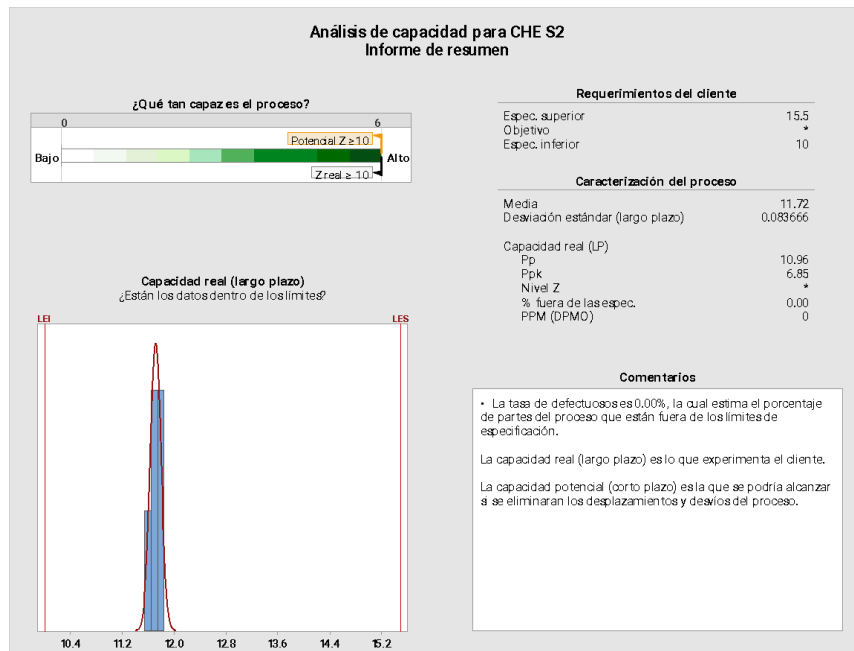 Análisis de capacidad para CHE S2
Informe de resumen
¿Qué tan capaz es el proceso?
0 6
Potencial Z ≥ 10
Bajo Alto
Z real ≥ 10
Requerimientos del cliente
Espec. superior 15.5
Objetivo *
Espec. inferior 10
Caracterización del proceso
Media 11.72
Desviación estándar (largo plazo) 0.083666
Capacidad real (LP)
Pp 10.96
Ppk 6.85
Nivel Z *
% fuera de las espec. 0.00
PPM (DPMO) 0
Capacidad real (largo plazo)
¿Están los datos dentro de los límites?
LEI LES
10.4 11.2 12.0 12.8 13.6 14.4 15.2
Comentarios
• La tasa de defectuosos es 0.00%, la cual estima el porcentaje
de partes del proceso que están fuera de los límites de
especificación.
La capacidad real (largo plazo) es lo que experimenta el cliente.
La capacidad potencial (corto plazo) es la que se podría alcanzar
si se eliminaran los desplazamientos y desvíos del proceso.